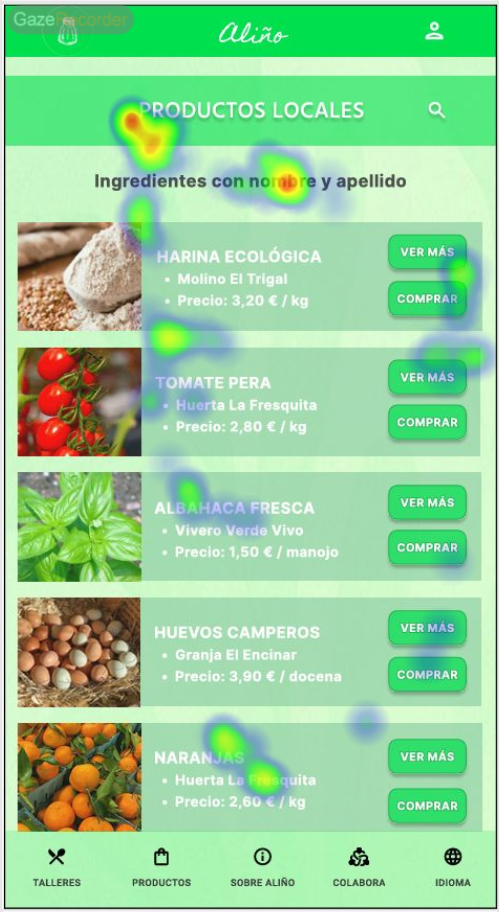 GazeRecorder
Aliño
PRODUCTOS LOCALES
Ingredientes con nombre y apellido
HARINA ECOLÓGICA
• Molino El Trigal
• Precio: 3,20 € / kg
VER MÁS
COMPRAR
TOMATE PERA
• Huerta La Fresquita
• Precio: 2,80 € / kg
VER MÁS
COMPRAR
ALBAHACA FRESCA
• Vivero Verde Vivo
• Precio: 1,50 € / manojo
VER MÁS
COMPRAR
HUEVOS CAMPEROS
• Granja El Encinar
• Precio: 3,90 € / docena
VER MÁS
COMPRAR
NARANJAS
• Huerta La Fresquita
• Precio: 2,60 € / kg
VER MÁS
COMPRAR
TALLERES
PRODUCTOS
SOBRE ALIÑO
COLABORA
IDIOMA